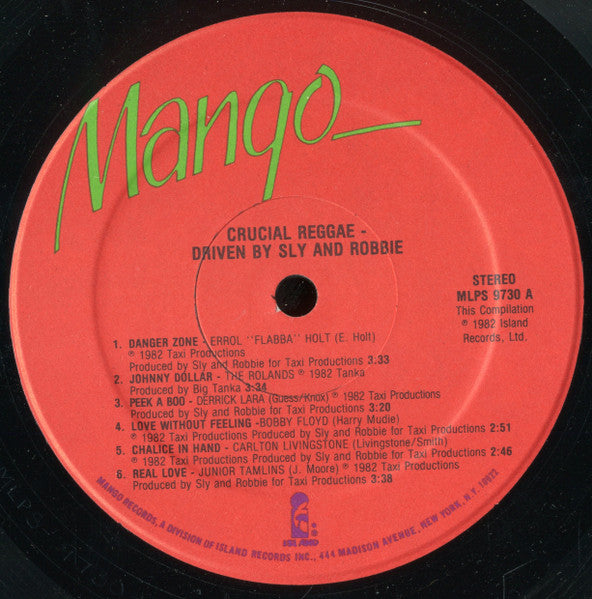 Mango
CRUCIAL REGGAE -
DRIVEN BY SLY AND ROBBIE
STEREO
MLPS 9730 A
This Compilation
℗ 1982 Island
Records, Ltd.
1. DANGER ZONE - ERROL "FLABBA" HOLT (E. Holt)
℗ 1982 Taxi Productions
Produced by Sly and Robbie for Taxi Productions 3.33
2. JOHNNY DOLLAR - THE ROLANDS ℗ 1982 Tanka
Produced by Big Tanka 3:34
3. PEEK A BOO - DERRICK LARA (Guess/Knox) ℗ 1982 Taxi Productions
Produced by Sly and Robbie for Taxi Productions 3:20
4. LOVE WITHOUT FEELING -BOBBY FLOYD (Harry Mudie)
℗ 1982 Taxi Productions Produced by Sly and Robbie for Taxi Productions 2:51
5. CHALICE IN HAND - CARLTON LIVINGSTONE (Livingstone/Smith)
℗ 1982 Taxi Productions Produced by Sly and Robbie for Taxi Productions 2:46
6. REAL LOVE - JUNIOR TAMLINS (J. Moore) ℗ 1982 Taxi Productions
Produced by Sly and Robbie for Taxi Productions 3:38
ISLAND
MANGO RECORDS, A DIVISION OF ISLAND RECORDS INC., 444 MADISON AVENUE, NEW YORK, N.Y. 10022